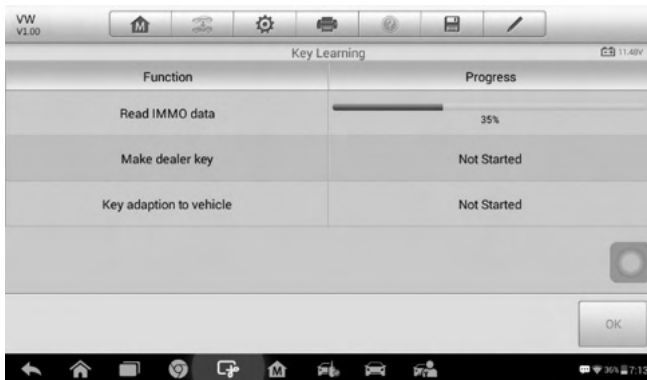 VW
V1.00
Key Learning
11.48V
Function
Progress
Read IMMO data
35%
Make dealer key
Not Started
Key adaption to vehicle
Not Started
OK
36% 7:13